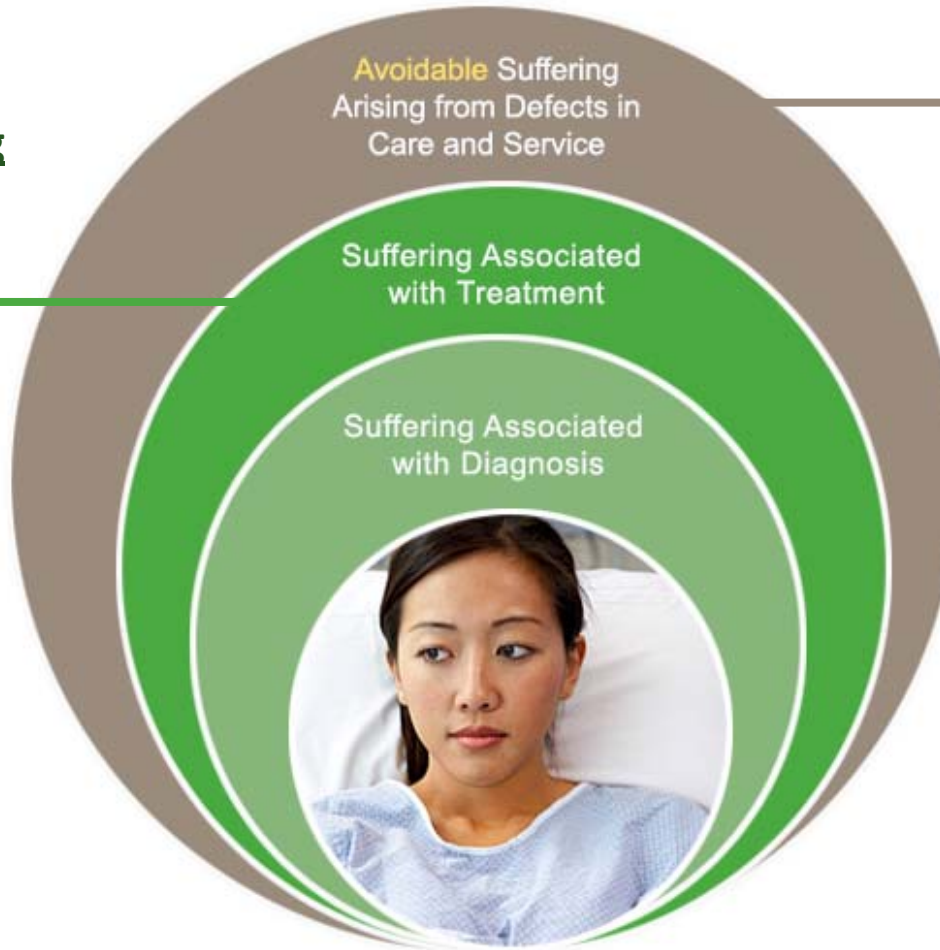 Avoidable Suffering
Arising from Defects in
Care and Service
Suffering Associated
with Treatment
Suffering Associated
with Diagnosis